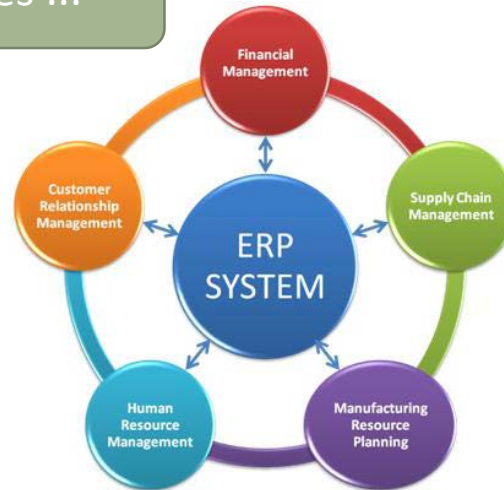 Financial
Management
Customer
Relationship
Management
Supply Chain
Management
ERP
SYSTEM
Human
Resource
Management
Manufacturing
Resource
Planning